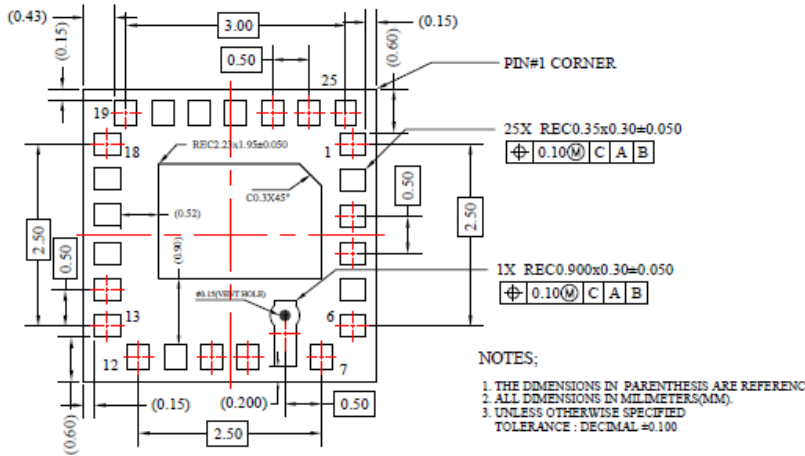 (0.43)
(0.15)
3.00
(0.15)
(0.60)
0.50
25
PIN#1 CORNER
19
18
REC2.23x1.95±0.050
1
25X REC0.35x0.30±0.050
0.10Ⓜ C A B
C0.3X45°
0.50
(0.52)
2.50
2.50
0.50
(0.90)
1X REC0.900x0.30±0.050
0.10Ⓜ C A B
ø0.15(VENT HOLE)
13
6
12
7
NOTES;
(0.15)
(0.200)
0.50
(0.60)
2.50
1. THE DIMENSIONS IN PARENTHESIS ARE REFERENC
2. ALL DIMENSIONS IN MILIMETERS(MM).
3. UNLESS OTHERWISE SPECIFIED
TOLERANCE : DECIMAL ±0.100